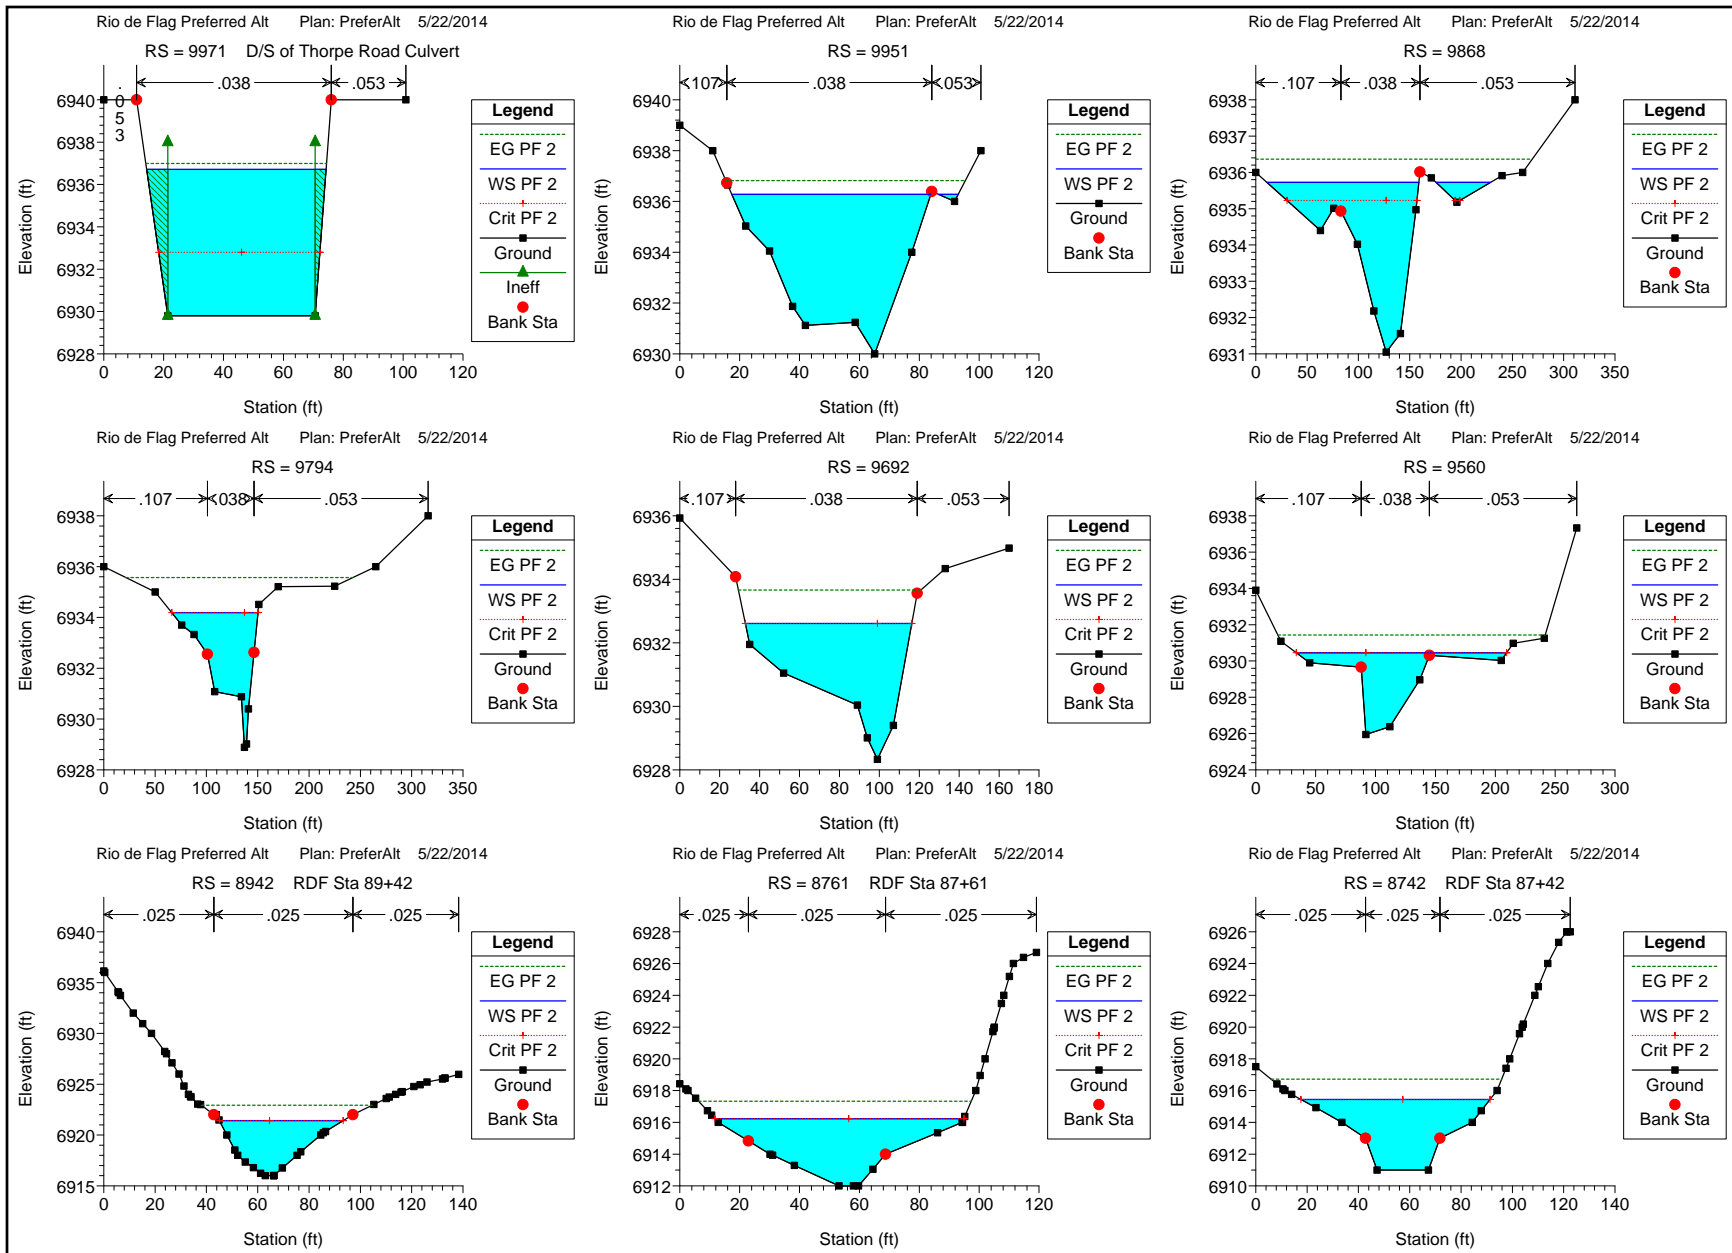 Rio de Flag Preferred Alt Plan: PreferAlt 5/22/2014
RS = 9971 D/S of Thorpe Road Culvert
.053
.038
.053
6940
6938
6936
6934
6932
6930
6928
Elevation (ft)
0 20 40 60 80 100 120
Station (ft)
Legend
EG PF 2
WS PF 2
Crit PF 2
Ground
Ineff
Bank Sta
Rio de Flag Preferred Alt Plan: PreferAlt 5/22/2014
RS = 9951
.107
.038
.053
6940
6938
6936
6934
6932
6930
Elevation (ft)
0 20 40 60 80 100 120
Station (ft)
Legend
EG PF 2
WS PF 2
Ground
Bank Sta
Rio de Flag Preferred Alt Plan: PreferAlt 5/22/2014
RS = 9868
.107
.038
.053
6938
6937
6936
6935
6934
6933
6932
6931
Elevation (ft)
0 50 100 150 200 250 300 350
Station (ft)
Legend
EG PF 2
WS PF 2
Crit PF 2
Ground
Bank Sta
Rio de Flag Preferred Alt Plan: PreferAlt 5/22/2014
RS = 9794
.107
.038
.053
6938
6936
6934
6932
6930
6928
Elevation (ft)
0 50 100 150 200 250 300 350
Station (ft)
Legend
EG PF 2
WS PF 2
Crit PF 2
Ground
Bank Sta
Rio de Flag Preferred Alt Plan: PreferAlt 5/22/2014
RS = 9692
.107
.038
.053
6936
6934
6932
6930
6928
Elevation (ft)
0 20 40 60 80 100 120 140 160 180
Station (ft)
Legend
EG PF 2
WS PF 2
Crit PF 2
Ground
Bank Sta
Rio de Flag Preferred Alt Plan: PreferAlt 5/22/2014
RS = 9560
.107
.038
.053
6938
6936
6934
6932
6930
6928
6926
6924
Elevation (ft)
0 50 100 150 200 250 300
Station (ft)
Legend
EG PF 2
WS PF 2
Crit PF 2
Ground
Bank Sta
Rio de Flag Preferred Alt Plan: PreferAlt 5/22/2014
RS = 8942 RDF Sta 89+42
.025
.025
.025
6940
6935
6930
6925
6920
6915
Elevation (ft)
0 20 40 60 80 100 120 140
Station (ft)
Legend
EG PF 2
WS PF 2
Crit PF 2
Ground
Bank Sta
Rio de Flag Preferred Alt Plan: PreferAlt 5/22/2014
RS = 8761 RDF Sta 87+61
.025
.025
.025
6928
6926
6924
6922
6920
6918
6916
6914
6912
Elevation (ft)
0 20 40 60 80 100 120
Station (ft)
Legend
EG PF 2
WS PF 2
Crit PF 2
Ground
Bank Sta
Rio de Flag Preferred Alt Plan: PreferAlt 5/22/2014
RS = 8742 RDF Sta 87+42
.025
.025
.025
6926
6924
6922
6920
6918
6916
6914
6912
6910
Elevation (ft)
0 20 40 60 80 100 120 140
Station (ft)
Legend
EG PF 2
WS PF 2
Crit PF 2
Ground
Bank Sta